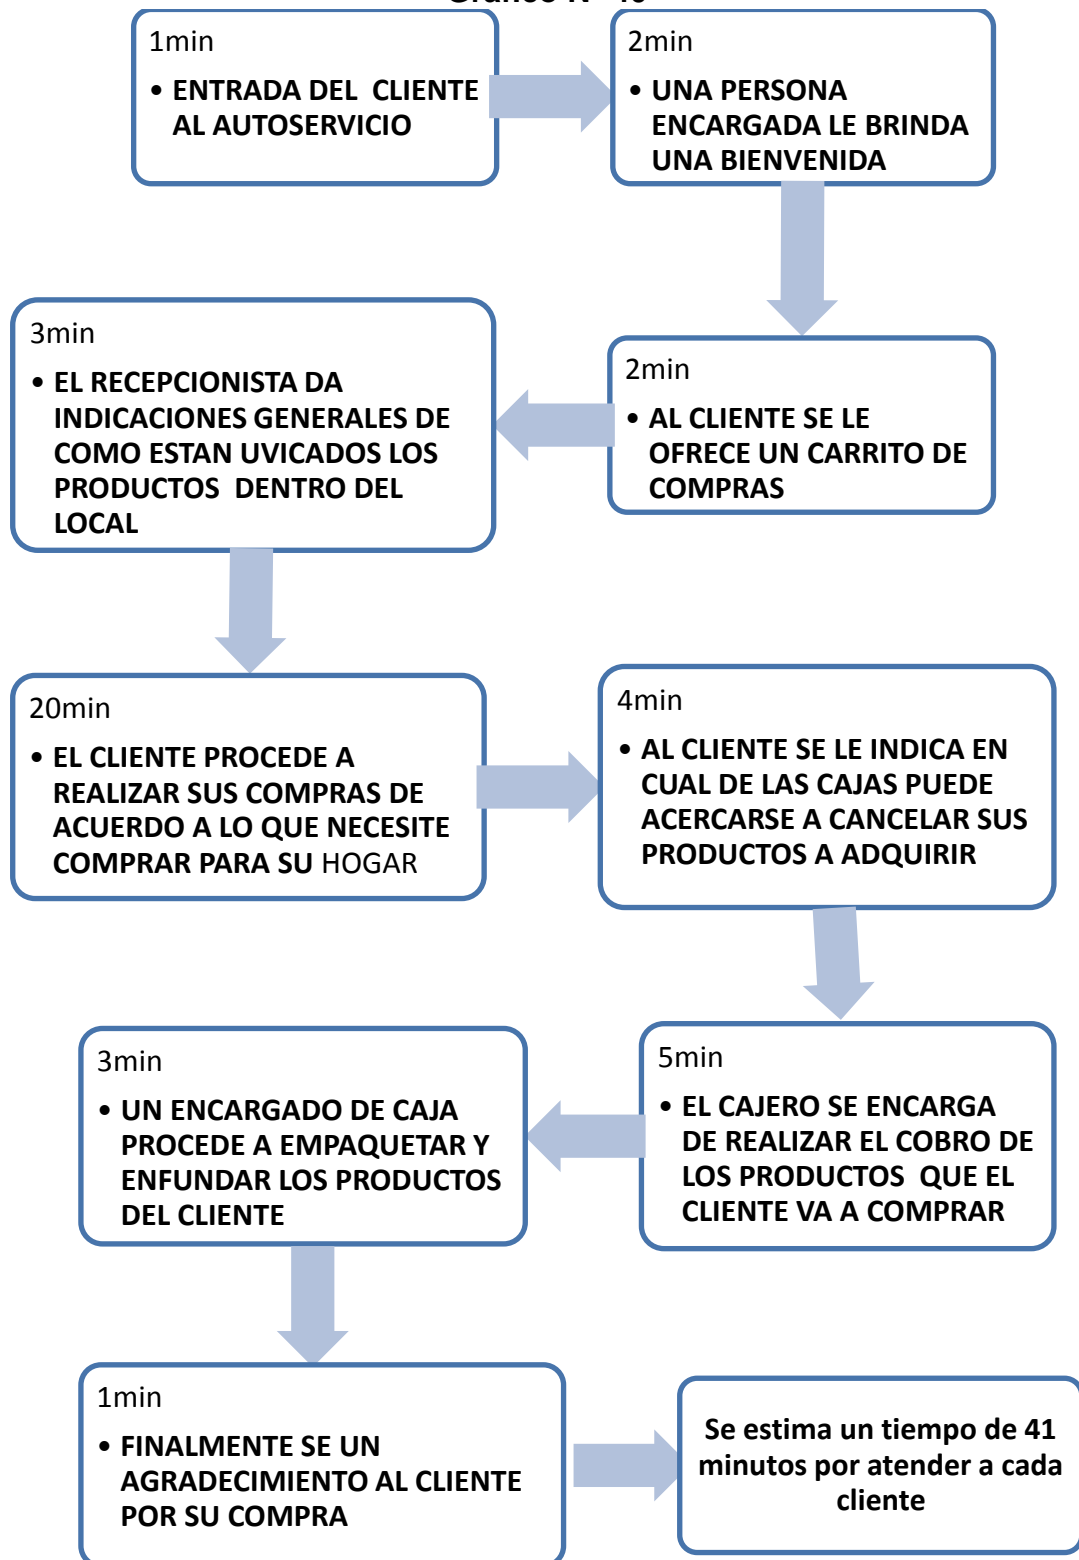 1min
• ENTRADA DEL CLIENTE
AL AUTOSERVICIO
2min
• UNA PERSONA
ENCARGADA LE BRINDA
UNA BIENVENIDA
2min
• AL CLIENTE SE LE
OFRECE UN CARRITO DE
COMPRAS
3min
• EL RECEPCIONISTA DA
INDICACIONES GENERALES DE
COMO ESTAN UVICADOS LOS
PRODUCTOS DENTRO DEL
LOCAL
20min
• EL CLIENTE PROCEDE A
REALIZAR SUS COMPRAS DE
ACUERDO A LO QUE NECESITE
COMPRAR PARA SU HOGAR
4min
• AL CLIENTE SE LE INDICA EN
CUAL DE LAS CAJAS PUEDE
ACERCARSE A CANCELAR SUS
PRODUCTOS A ADQUIRIR
5min
• EL CAJERO SE ENCARGA
DE REALIZAR EL COBRO DE
LOS PRODUCTOS QUE EL
CLIENTE VA A COMPRAR
3min
• UN ENCARGADO DE CAJA
PROCEDE A EMPAQUETAR Y
ENFUNDAR LOS PRODUCTOS
DEL CLIENTE
1min
• FINALMENTE SE UN
AGRADECIMIENTO AL CLIENTE
POR SU COMPRA
Se estima un tiempo de 41
minutos por atender a cada
cliente